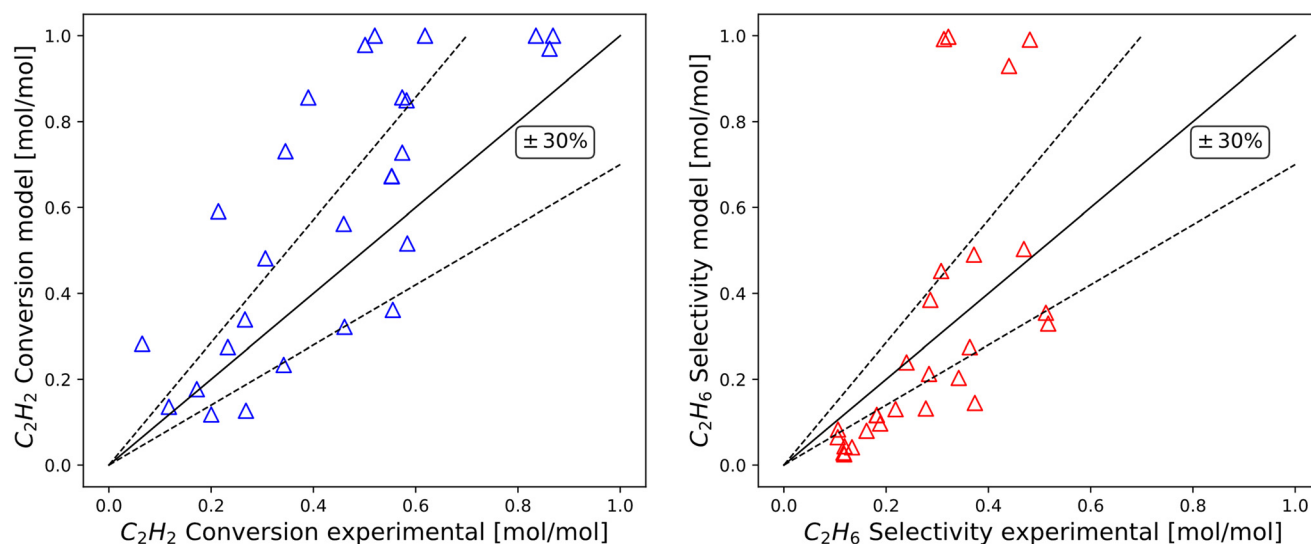 C₂H₂ Conversion model [mol/mol]
1.0
0.8
0.6
0.4
0.2
0.0
± 30%
0.0 0.2 0.4 0.6 0.8 1.0
C₂H₂ Conversion experimental [mol/mol]
C₂H₆ Selectivity model [mol/mol]
1.0
0.8
0.6
0.4
0.2
0.0
± 30%
0.0 0.2 0.4 0.6 0.8 1.0
C₂H₆ Selectivity experimental [mol/mol]